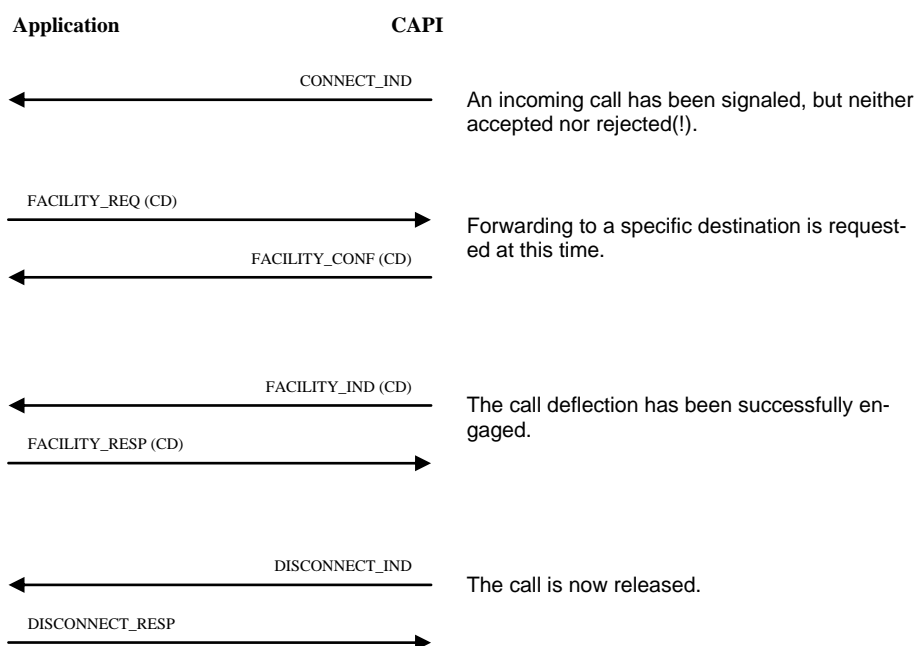 Application CAPI
CONNECT_IND
An incoming call has been signaled, but neither
accepted nor rejected(!).
FACILITY_REQ (CD)
Forwarding to a specific destination is request-
ed at this time.
FACILITY_CONF (CD)
FACILITY_IND (CD)
The call deflection has been successfully en-
gaged.
FACILITY_RESP (CD)
DISCONNECT_IND
The call is now released.
DISCONNECT_RESP